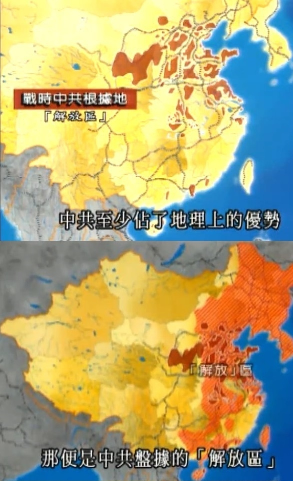 戰時中共根據地
「解放區」
中共至少佔了地理上的優勢
「解放」區
那便是中共盤據的「解放區」